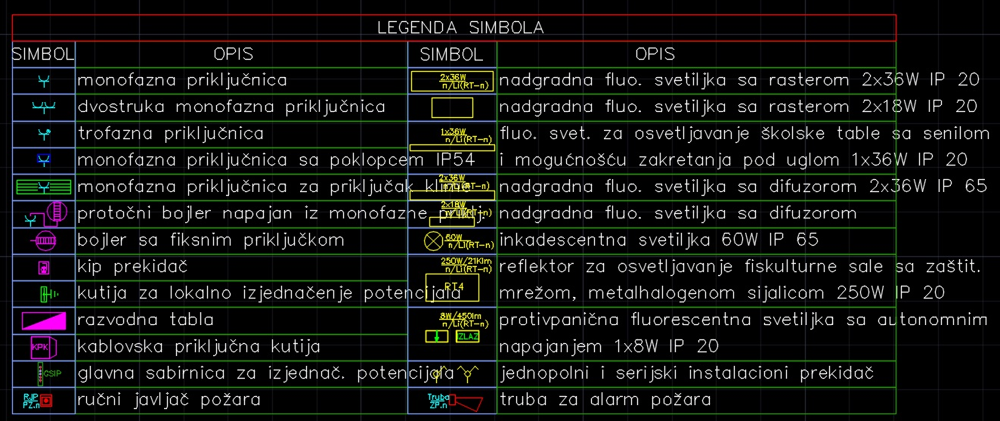 LEGENDA SIMBOLA
SIMBOL OPIS SIMBOL OPIS
monofazna priključnica
2x36W
n/Li(RT-n)
nadgradna fluo. svetiljka sa rasterom 2x36W IP 20
dvostruka monofazna priključnica
nadgradna fluo. svetiljka sa rasterom 2x18W IP 20
trofazna priključnica
1x36W
n/Li(RT-n)
fluo. svet. za osvetljavanje školske table sa senilom
monofazna priključnica sa poklopcem IP54
i mogućnošću zakretanja pod uglom 1x36W IP 20
monofazna priključnica za priključak klime
2x36W
n/Li(RT-n)
nadgradna fluo. svetiljka sa difuzorom 2x36W IP 65
protočni bojler napajan iz monofazne priklj.
2x18W
n/Li(RT-n)
nadgradna fluo. svetiljka sa difuzorom
bojler sa fiksnim priključkom
60W
n/Li(RT-n)
inkadescentna svetiljka 60W IP 65
kip prekidač
250W/21Klm
n/Li(RT-n)
reflektor za osvetljavanje fiskulturne sale sa zaštit.
kutija za lokalno izjednačenje potencijala
RT4
mrežom, metalhalogenom sijalicom 250W IP 20
razvodna tabla
8W/450lm
n/Li(RT-n)
protivpanična fluorescentna svetiljka sa autonomnim
IZLAZ
KPK
kablovska priključna kutija
napajanjem 1x8W IP 20
GSIP
glavna sabirnica za izjednač. potencijala
jednopolni i serijski instalacioni prekidač
RJP
PZ.n
ručni javljač požara
Truba
ZP.n
truba za alarm požara